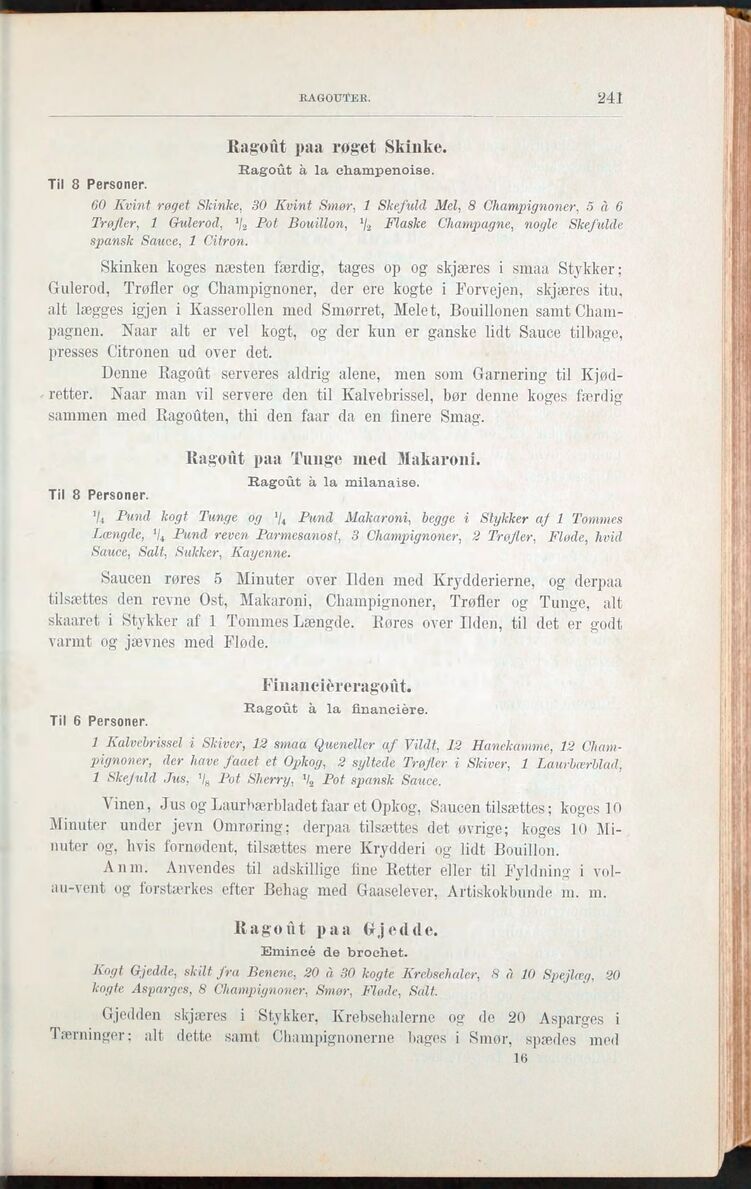 RAGOUTER. 241
Ragoût paa røget Skinke.
Ragoût à la champenoise.
Til 8 Personer.
60 Kvint røget Skinke, 30 Kvint Smør, 1 Skefuld Mel, 8 Champignoner, 5 à 6
Trøfler, 1 Gulerod, ¹/₂ Pot Bouillon, ¹/₂ Flaske Champagne, nogle Skefulde
spansk Sauce, 1 Citron.
Skinken koges næsten færdig, tages op og skjæres i smaa Stykker;
Gulerod, Trøfler og Champignoner, der ere kogte i Forvejen, skjæres itu,
alt lægges igjen i Kasserollen med Smørret, Melet, Bouillonen samt Cham-
pagnen. Naar alt er vel kogt, og der kun er ganske lidt Sauce tilbage,
presses Citronen ud over det.
Denne Ragoût serveres aldrig alene, men som Garnering til Kjød-
retter. Naar man vil servere den til Kalvebrissel, bør denne koges færdig
sammen med Ragoûten, thi den faar da en finere Smag.
Ragoût paa Tunge med Makaroni.
Ragoût à la milanaise.
Til 8 Personer.
¹/₄ Pund kogt Tunge og ¹/₄ Pund Makaroni, begge i Stykker af 1 Tommes
Længde, ¹/₄ Pund reven Parmesanost, 3 Champignoner, 2 Trøfler, Fløde, hvid
Sauce, Salt, Sukker, Kayenne.
Saucen røres 5 Minuter over Ilden med Krydderierne, og derpaa
tilsættes den revne Ost, Makaroni, Champignoner, Trøfler og Tunge, alt
skaaret i Stykker af 1 Tommes Længde. Røres over Ilden, til det er godt
varmt og jævnes med Fløde.
Financièreragoût.
Ragoût à la financière.
Til 6 Personer.
1 Kalvebrissel i Skiver, 12 smaa Queneller af Vildt, 12 Hanekamme, 12 Cham-
pignoner, der have faaet et Opkog, 2 syltede Trøfler i Skiver, 1 Laurbærblad,
1 Skefuld Jus, ¹/₈ Pot Sherry, ¹/₂ Pot spansk Sauce.
Vinen, Jus og Laurbærbladet faar et Opkog, Saucen tilsættes; koges 10
Minuter under jevn Omrøring; derpaa tilsættes det øvrige; koges 10 Mi-
nuter og, hvis fornødent, tilsættes mere Krydderi og lidt Bouillon.
Anm. Anvendes til adskillige fine Retter eller til Fyldning i vol-
au-vent og forstærkes efter Behag med Gaaselever, Artiskokbunde m. m.
Ragoût paa Gjedde.
Emincé de brochet.
Kogt Gjedde, skilt fra Benene, 20 à 30 kogte Krebsehaler, 8 à 10 Spejlæg, 20
kogte Asparges, 8 Champignoner, Smør, Fløde, Salt.
Gjedden skjæres i Stykker, Krebsehalerne og de 20 Asparges i
Tærninger; alt dette samt Champignonerne bages i Smør, spædes med
16